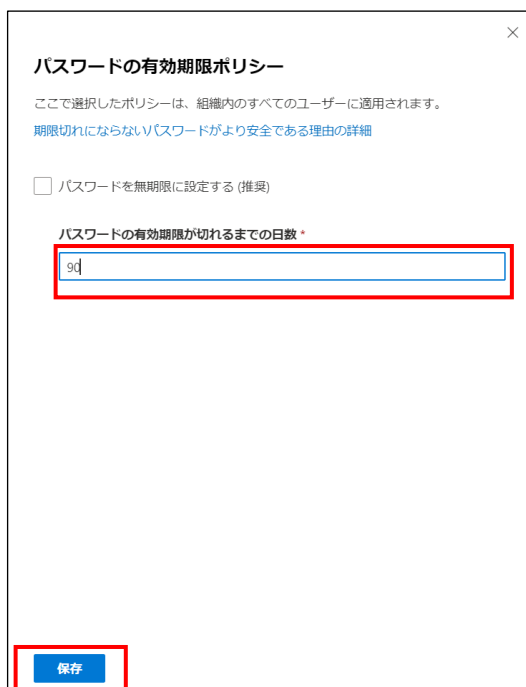 パスワードの有効期限ポリシー
ここで選択したポリシーは、組織内のすべてのユーザーに適用されます。
期限切れにならないパスワードがより安全である理由の詳細
パスワードを無期限に設定する (推奨)
パスワードの有効期限が切れるまでの日数 *
90
保存